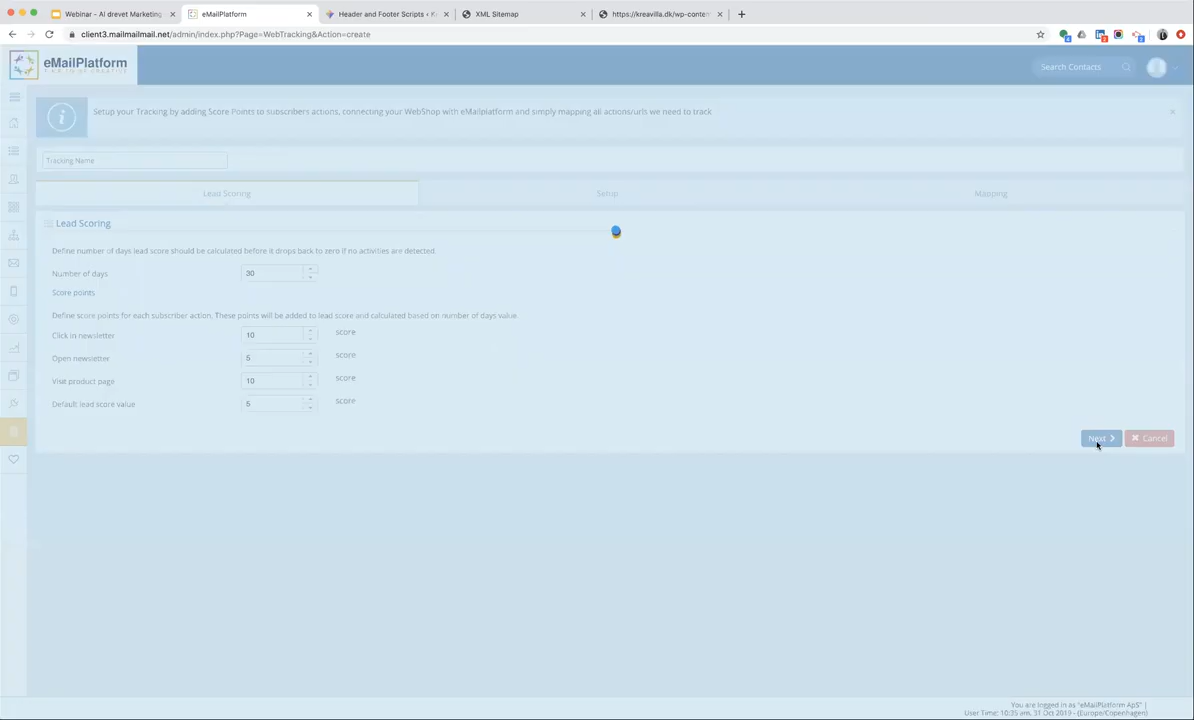 Webinar - AI drevet Marketing
eMailPlatform
Header and Footer Scripts ‹ K
XML Sitemap
https://kreavilla.dk/wp-conten
client3.mailmailmail.net/admin/index.php?Page=WebTracking&Action=create
eMailPlatform
Search Contacts
Setup your Tracking by adding Score Points to subscribers actions, connecting your WebShop with eMailplatform and simply mapping all actions/urls we need to track
Tracking Name
Lead Scoring
Setup
Mapping
Lead Scoring
Define number of days lead score should be calculated before it drops back to zero if no activities are detected
Number of days
30
Score points
Define score points for each subscriber action. These points will be added to lead score and calculated based on number of days value.
Click in newsletter
10
score
Open newsletter
5
score
Visit product page
10
score
Default lead score value
5
score
Next
Cancel
You are logged in as "eMailPlatform ApS" |
User Time: 10:35 am, 31 Oct 2019 - (Europe/Copenhagen)